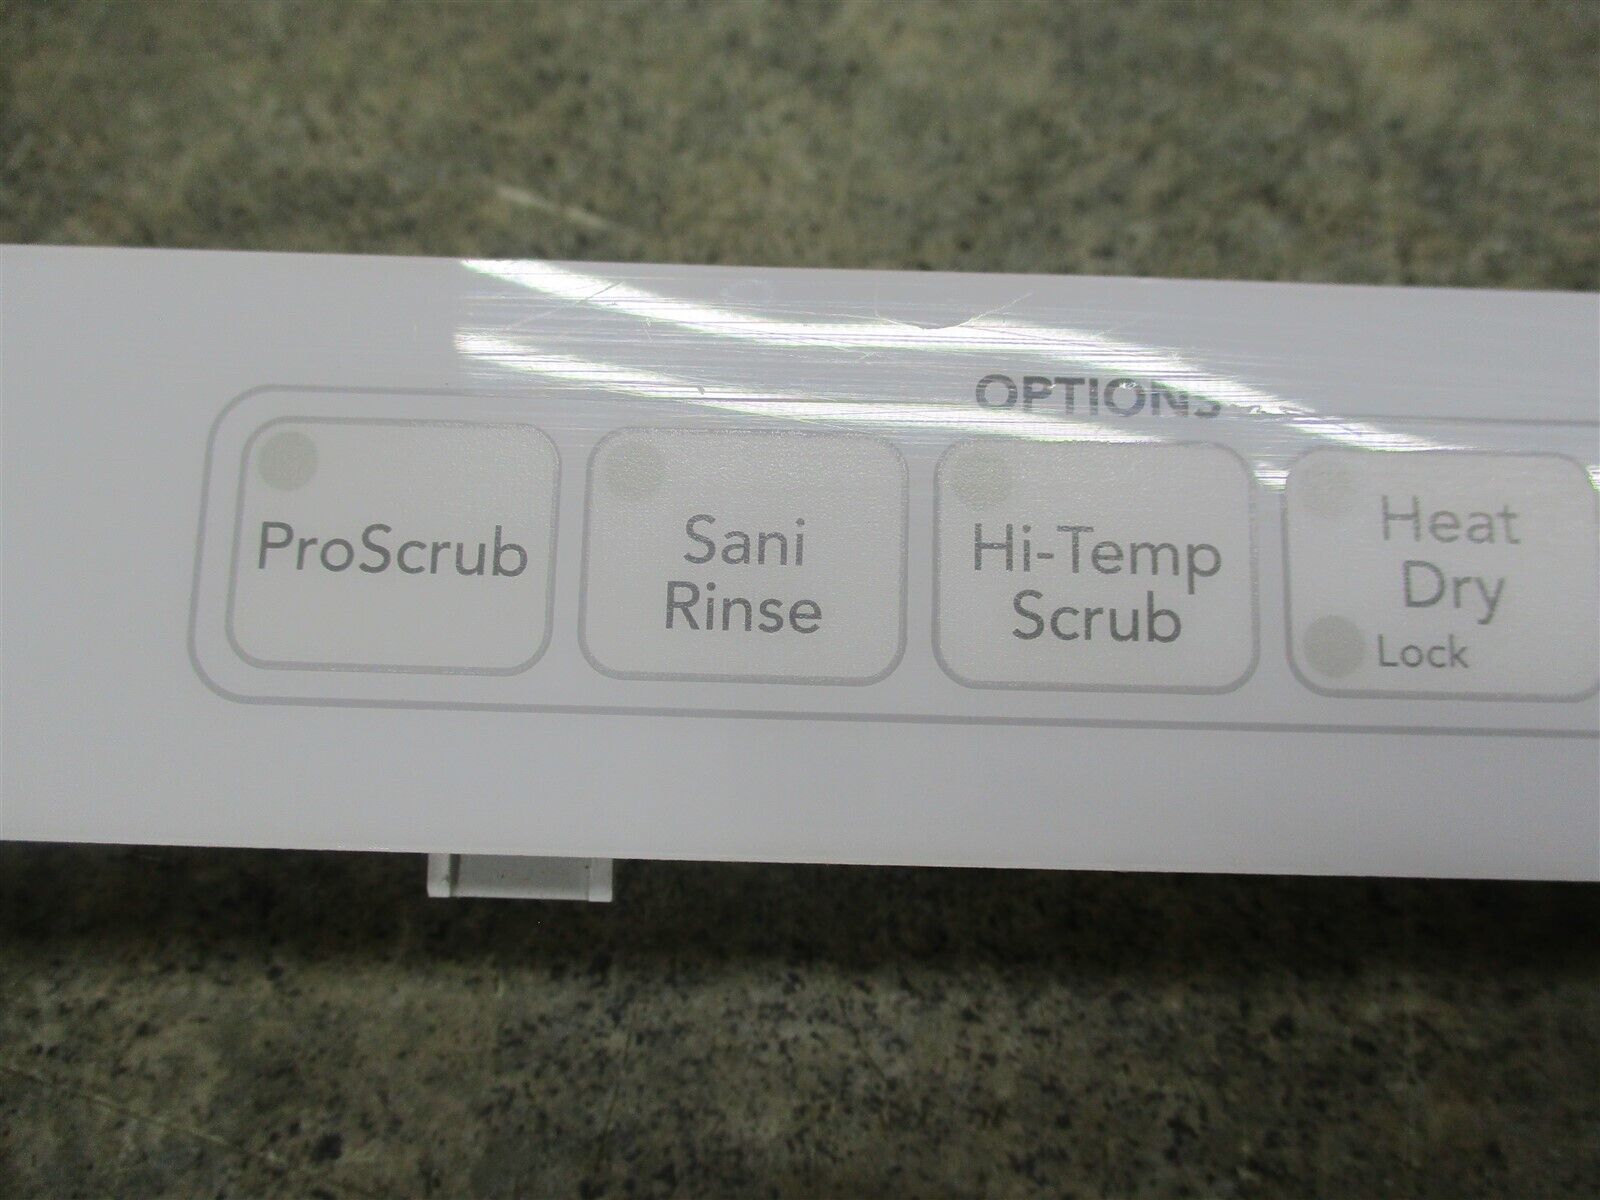 OPTIONS
ProScrub
Sani
Rinse
Hi-Temp
Scrub
Heat
Dry
Lock